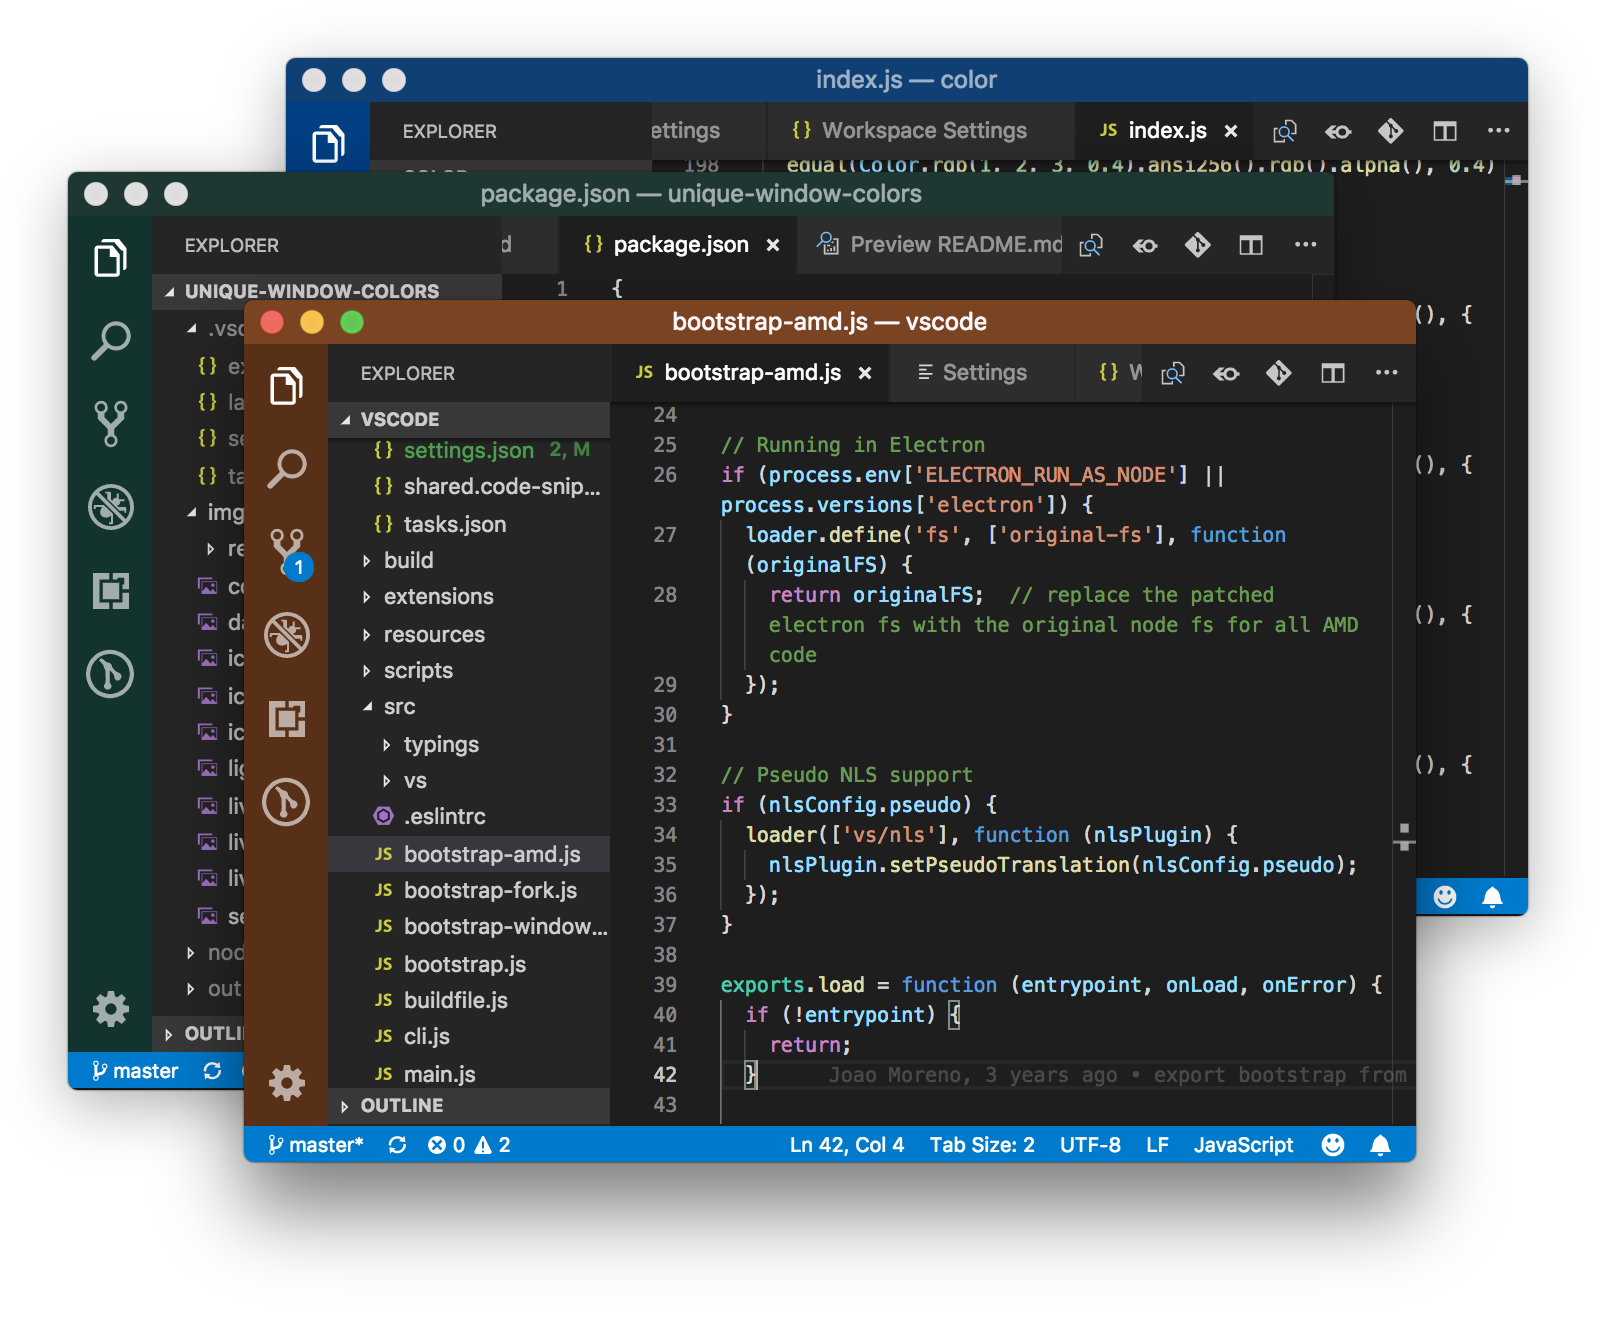 index.js — color
EXPLORER
ettings
{} Workspace Settings
JS index.js ×
198 equal(Color.rgb(1, 2, 3, 0.4).ansi256().rgb().alpha(), 0.4)
package.json — unique-window-colors
EXPLORER
d
{} package.json ×
Preview README.md
UNIQUE-WINDOW-COLORS
1 {
.vsc
{} ex
{} la
{} se
{} ta
img
re
co
da
ic
ic
ic
lig
liv
liv
liv
se
nod
out
OUTLI
master
(), {
(), {
(), {
(), {
bootstrap-amd.js — vscode
EXPLORER
JS bootstrap-amd.js ×
Settings
{} W
VSCODE
{} settings.json 2, M
{} shared.code-snip...
{} tasks.json
build
extensions
resources
scripts
src
typings
vs
.eslintrc
JS bootstrap-amd.js
JS bootstrap-fork.js
JS bootstrap-window...
JS bootstrap.js
JS buildfile.js
JS cli.js
JS main.js
OUTLINE
1
24
25 // Running in Electron
26 if (process.env['ELECTRON_RUN_AS_NODE'] ||
process.versions['electron']) {
27 loader.define('fs', ['original-fs'], function
(originalFS) {
28 return originalFS;  // replace the patched
electron fs with the original node fs for all AMD
code
29 });
30 }
31
32 // Pseudo NLS support
33 if (nlsConfig.pseudo) {
34 loader(['vs/nls'], function (nlsPlugin) {
35 nlsPlugin.setPseudoTranslation(nlsConfig.pseudo);
36 });
37 }
38
39 exports.load = function (entrypoint, onLoad, onError) {
40 if (!entrypoint) {
41 return;
42 } Joao Moreno, 3 years ago • export bootstrap from
43
master* 0 2 Ln 42, Col 4 Tab Size: 2 UTF-8 LF JavaScript